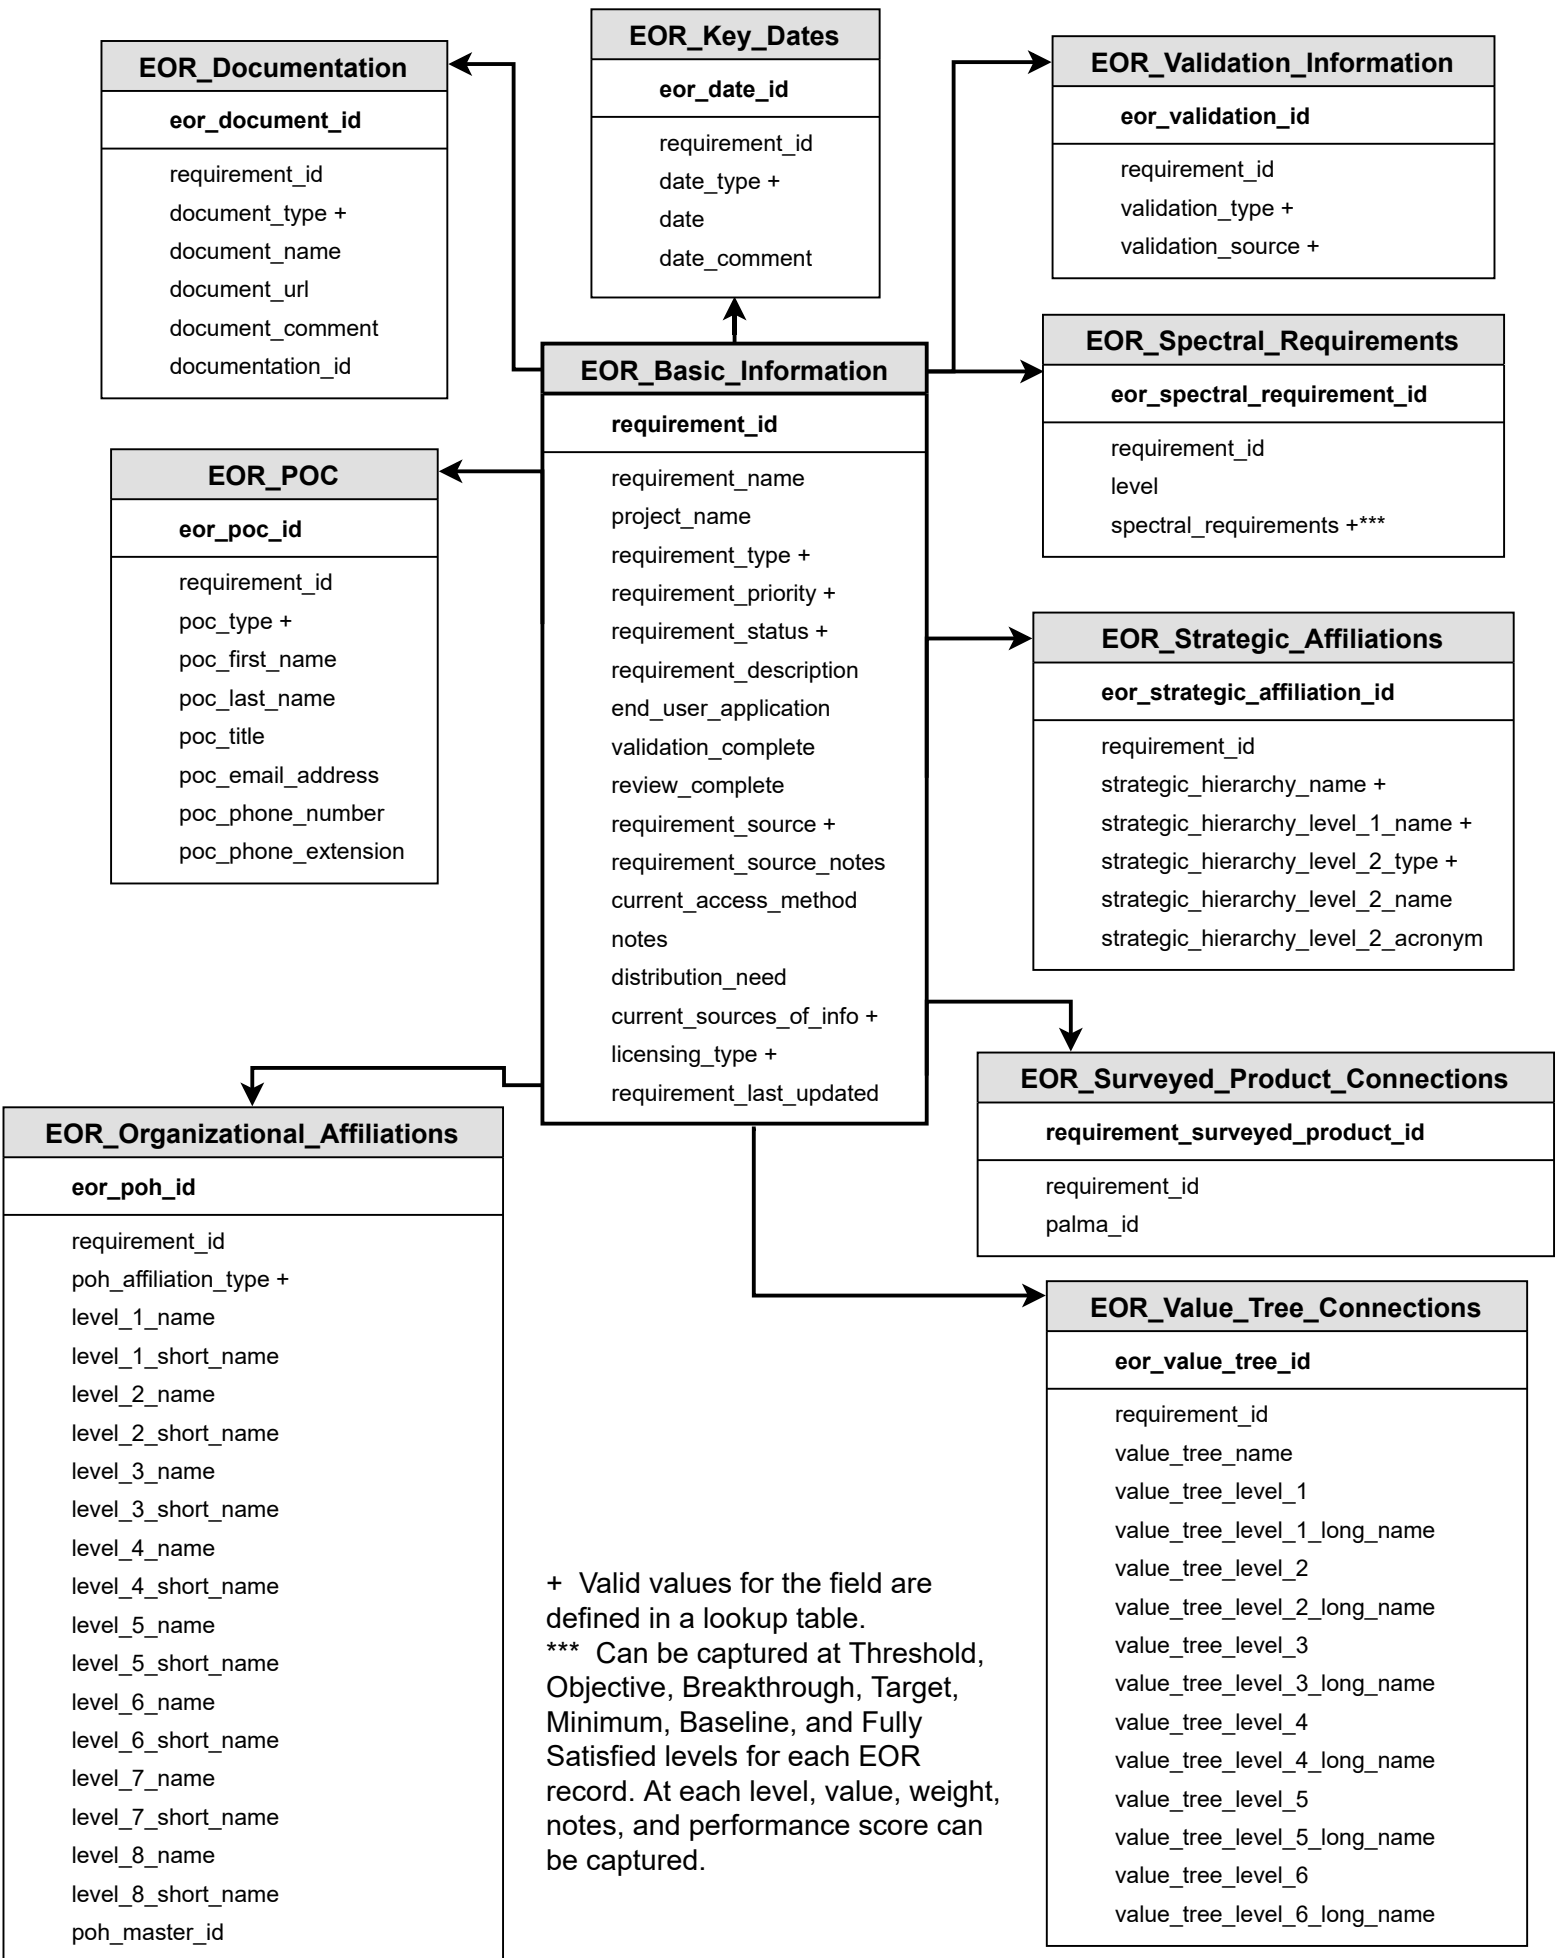 EOR_Key_Dates
eor_date_id
requirement_id
date_type +
date
date_comment
EOR_Documentation
eor_document_id
requirement_id
document_type +
document_name
document_url
document_comment
documentation_id
EOR_Validation_Information
eor_validation_id
requirement_id
validation_type +
validation_source +
EOR_Basic_Information
requirement_id
requirement_name
project_name
requirement_type +
requirement_priority +
requirement_status +
requirement_description
end_user_application
validation_complete
review_complete
requirement_source +
requirement_source_notes
current_access_method
notes
distribution_need
current_sources_of_info +
licensing_type +
requirement_last_updated
EOR_Spectral_Requirements
eor_spectral_requirement_id
requirement_id
level
spectral_requirements +***
EOR_POC
eor_poc_id
requirement_id
poc_type +
poc_first_name
poc_last_name
poc_title
poc_email_address
poc_phone_number
poc_phone_extension
EOR_Strategic_Affiliations
eor_strategic_affiliation_id
requirement_id
strategic_hierarchy_name +
strategic_hierarchy_level_1_name +
strategic_hierarchy_level_2_type +
strategic_hierarchy_level_2_name
strategic_hierarchy_level_2_acronym
EOR_Surveyed_Product_Connections
requirement_surveyed_product_id
requirement_id
palma_id
EOR_Organizational_Affiliations
eor_poh_id
requirement_id
poh_affiliation_type +
level_1_name
level_1_short_name
level_2_name
level_2_short_name
level_3_name
level_3_short_name
level_4_name
level_4_short_name
level_5_name
level_5_short_name
level_6_name
level_6_short_name
level_7_name
level_7_short_name
level_8_name
level_8_short_name
poh_master_id
EOR_Value_Tree_Connections
eor_value_tree_id
requirement_id
value_tree_name
value_tree_level_1
value_tree_level_1_long_name
value_tree_level_2
value_tree_level_2_long_name
value_tree_level_3
value_tree_level_3_long_name
value_tree_level_4
value_tree_level_4_long_name
value_tree_level_5
value_tree_level_5_long_name
value_tree_level_6
value_tree_level_6_long_name
+ Valid values for the field are
defined in a lookup table.
*** Can be captured at Threshold,
Objective, Breakthrough, Target,
Minimum, Baseline, and Fully
Satisfied levels for each EOR
record. At each level, value, weight,
notes, and performance score can
be captured.